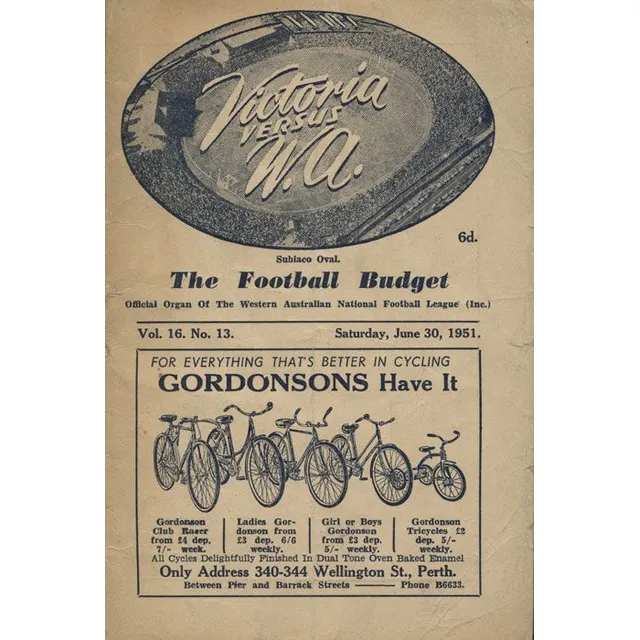 Victoria
VERSUS
W.A.
6d.
Subiaco Oval.
The Football Budget
Official Organ Of The Western Australian National Football League (Inc.)
Vol. 16. No. 13. Saturday, June 30, 1951.
FOR EVERYTHING THAT'S BETTER IN CYCLING
GORDONSONS Have It
Gordonson Club Racer from £4 dep. 7/- week.
Ladies Gordonson from £3 dep. 6/6 weekly.
Girl or Boys Gordonson from £3 dep. 5/- weekly.
Gordonson Tricycles £2 dep. 5/- weekly.
All Cycles Delightfully Finished In Dual Tone Oven Baked Enamel
Only Address 340-344 Wellington St., Perth.
Between Pier and Barrack Streets ——— Phone B6633.